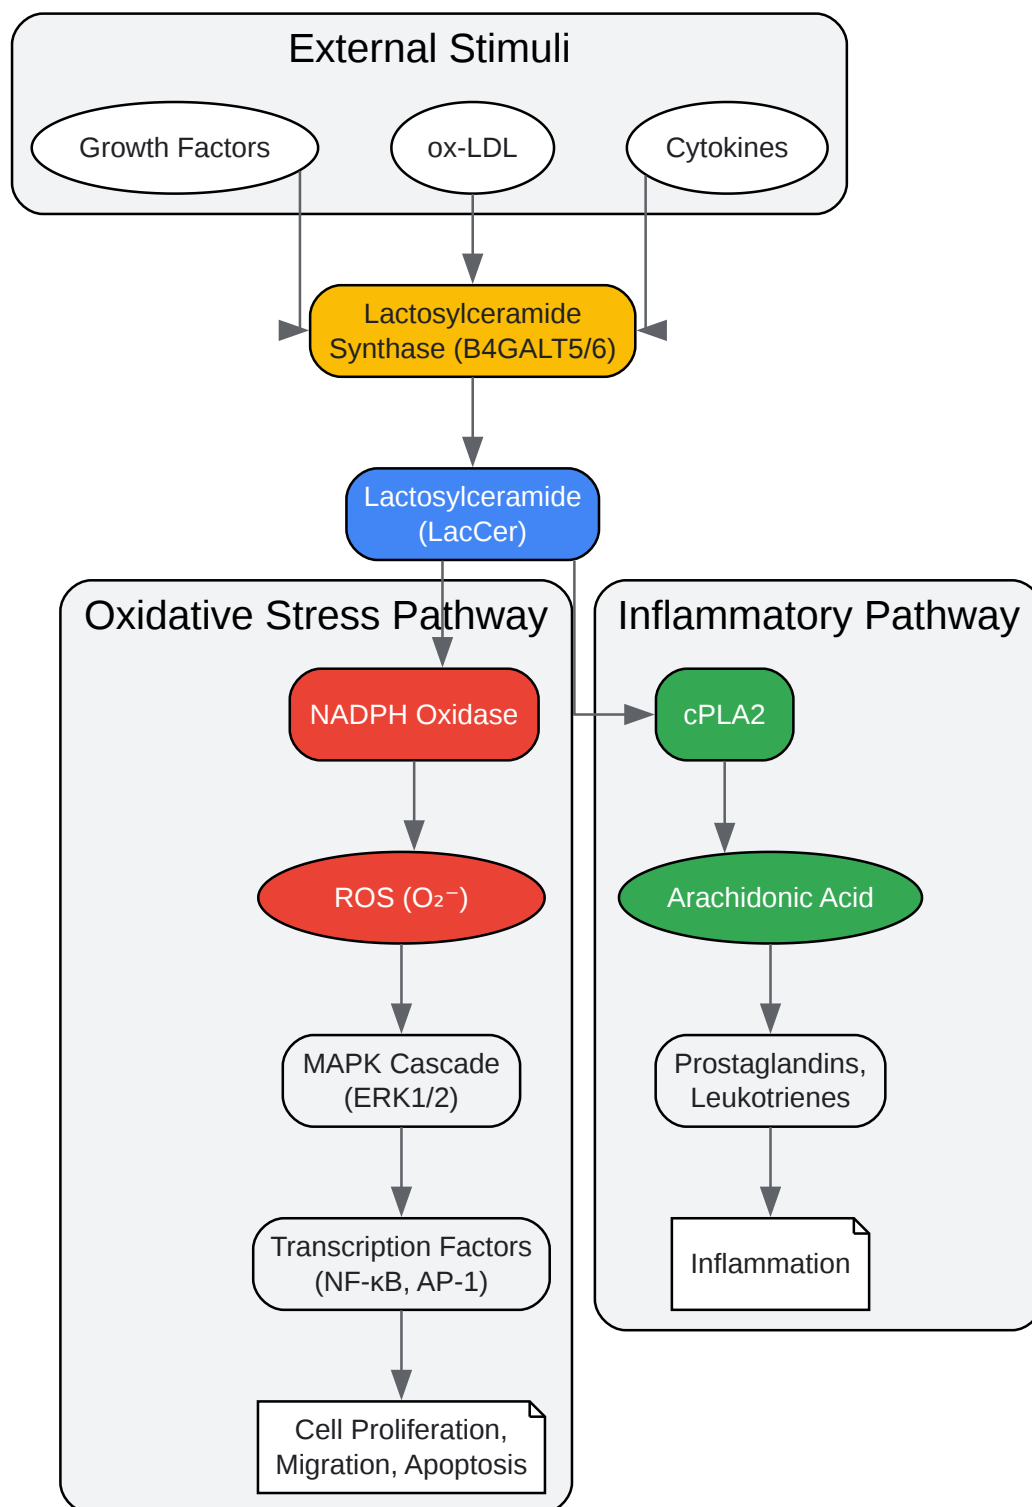 External Stimuli
Growth Factors
ox-LDL
Cytokines
Lactosylceramide
Synthase (B4GALT5/6)
Lactosylceramide
(LacCer)
Oxidative Stress Pathway
NADPH Oxidase
ROS (O₂⁻)
MAPK Cascade
(ERK1/2)
Transcription Factors
(NF-κB, AP-1)
Cell Proliferation,
Migration, Apoptosis
Inflammatory Pathway
cPLA2
Arachidonic Acid
Prostaglandins,
Leukotrienes
Inflammation